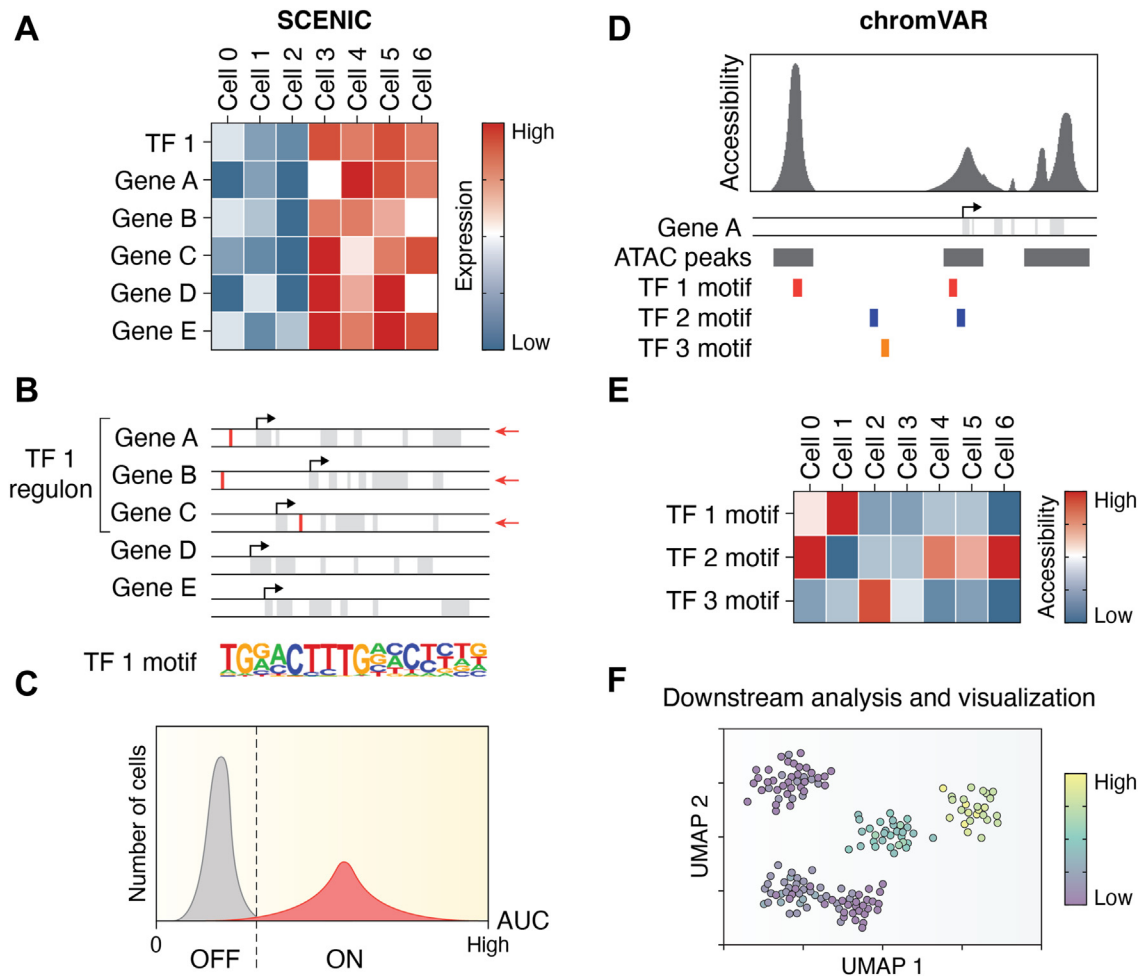 SCENIC
A
Cell 0
Cell 1
Cell 2
Cell 3
Cell 4
Cell 5
Cell 6
TF 1
Gene A
Gene B
Gene C
Gene D
Gene E
High
Expression
Low
B
TF 1
regulon
Gene A
Gene B
Gene C
Gene D
Gene E
TF 1 motif
C
Number of cells
AUC
0
High
OFF
ON
chromVAR
D
Accessibility
Gene A
ATAC peaks
TF 1 motif
TF 2 motif
TF 3 motif
E
Cell 0
Cell 1
Cell 2
Cell 3
Cell 4
Cell 5
Cell 6
TF 1 motif
TF 2 motif
TF 3 motif
High
Accessibility
Low
F
Downstream analysis and visualization
UMAP 2
UMAP 1
High
Low